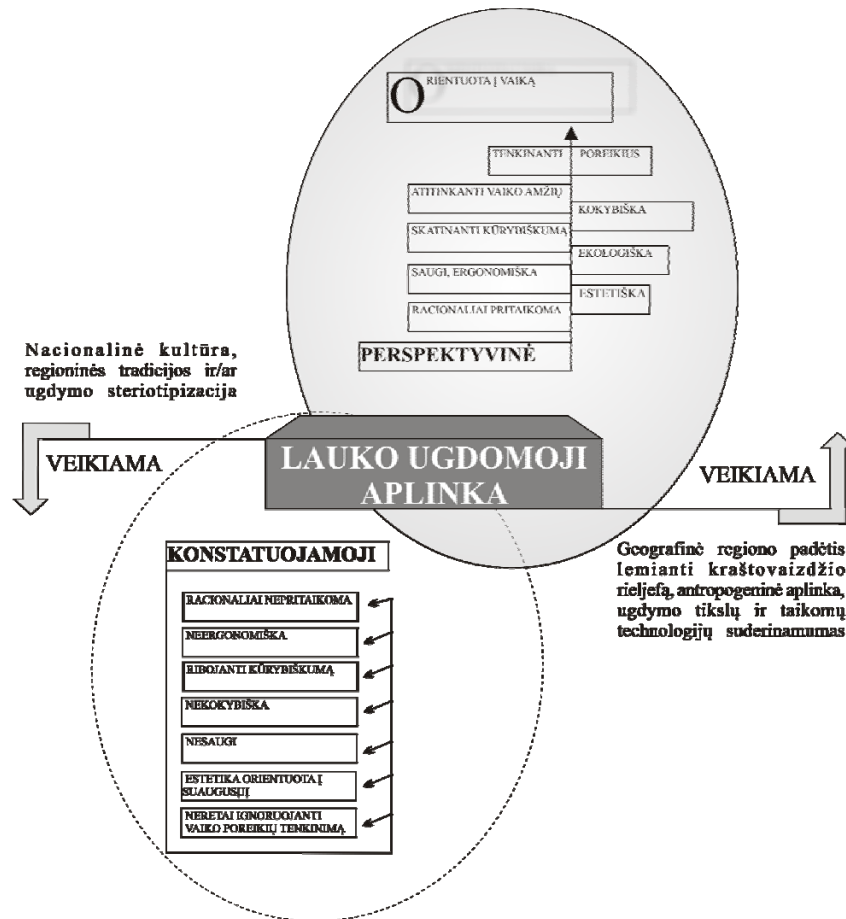 ORIENTUOTA Į VAIKĄ
TENKINANTI POREIKIUS
ATITINKANTI VAIKO AMŽIŲ
KOKYBIŠKA
SKATINANTI KŪRYBIŠKUMĄ
EKOLOGIŠKA
SAUGI, ERGONOMIŠKA
ESTETIŠKA
RACIONALIAI PRITAIKOMA
PERSPEKTYVINĖ
Nacionalinė kultūra,
regioninės tradicijos ir/ar
ugdymo steriotipizacija
VEIKIAMA
LAUKO UGDOMOJI
APLINKA
VEIKIAMA
Geografinė regiono padėtis
lemianti kraštovaizdžio
rieljefą, antropogeninė aplinka,
ugdymo tikslų ir taikomų
technologijų suderinamumas
KONSTATUOJAMOJI
RACIONALIAI NEPRITAIKOMA
NEERGONOMIŠKA
RIBOJANTI KŪRYBIŠKUMĄ
NEKOKYBIŠKA
NESAUGI
ESTETIKA ORIENTUOTA Į
SUAUGUSĮJĮ
NERETAI IGNORUOJANTI
VAIKO POREIKIŲ TENKINIMĄ